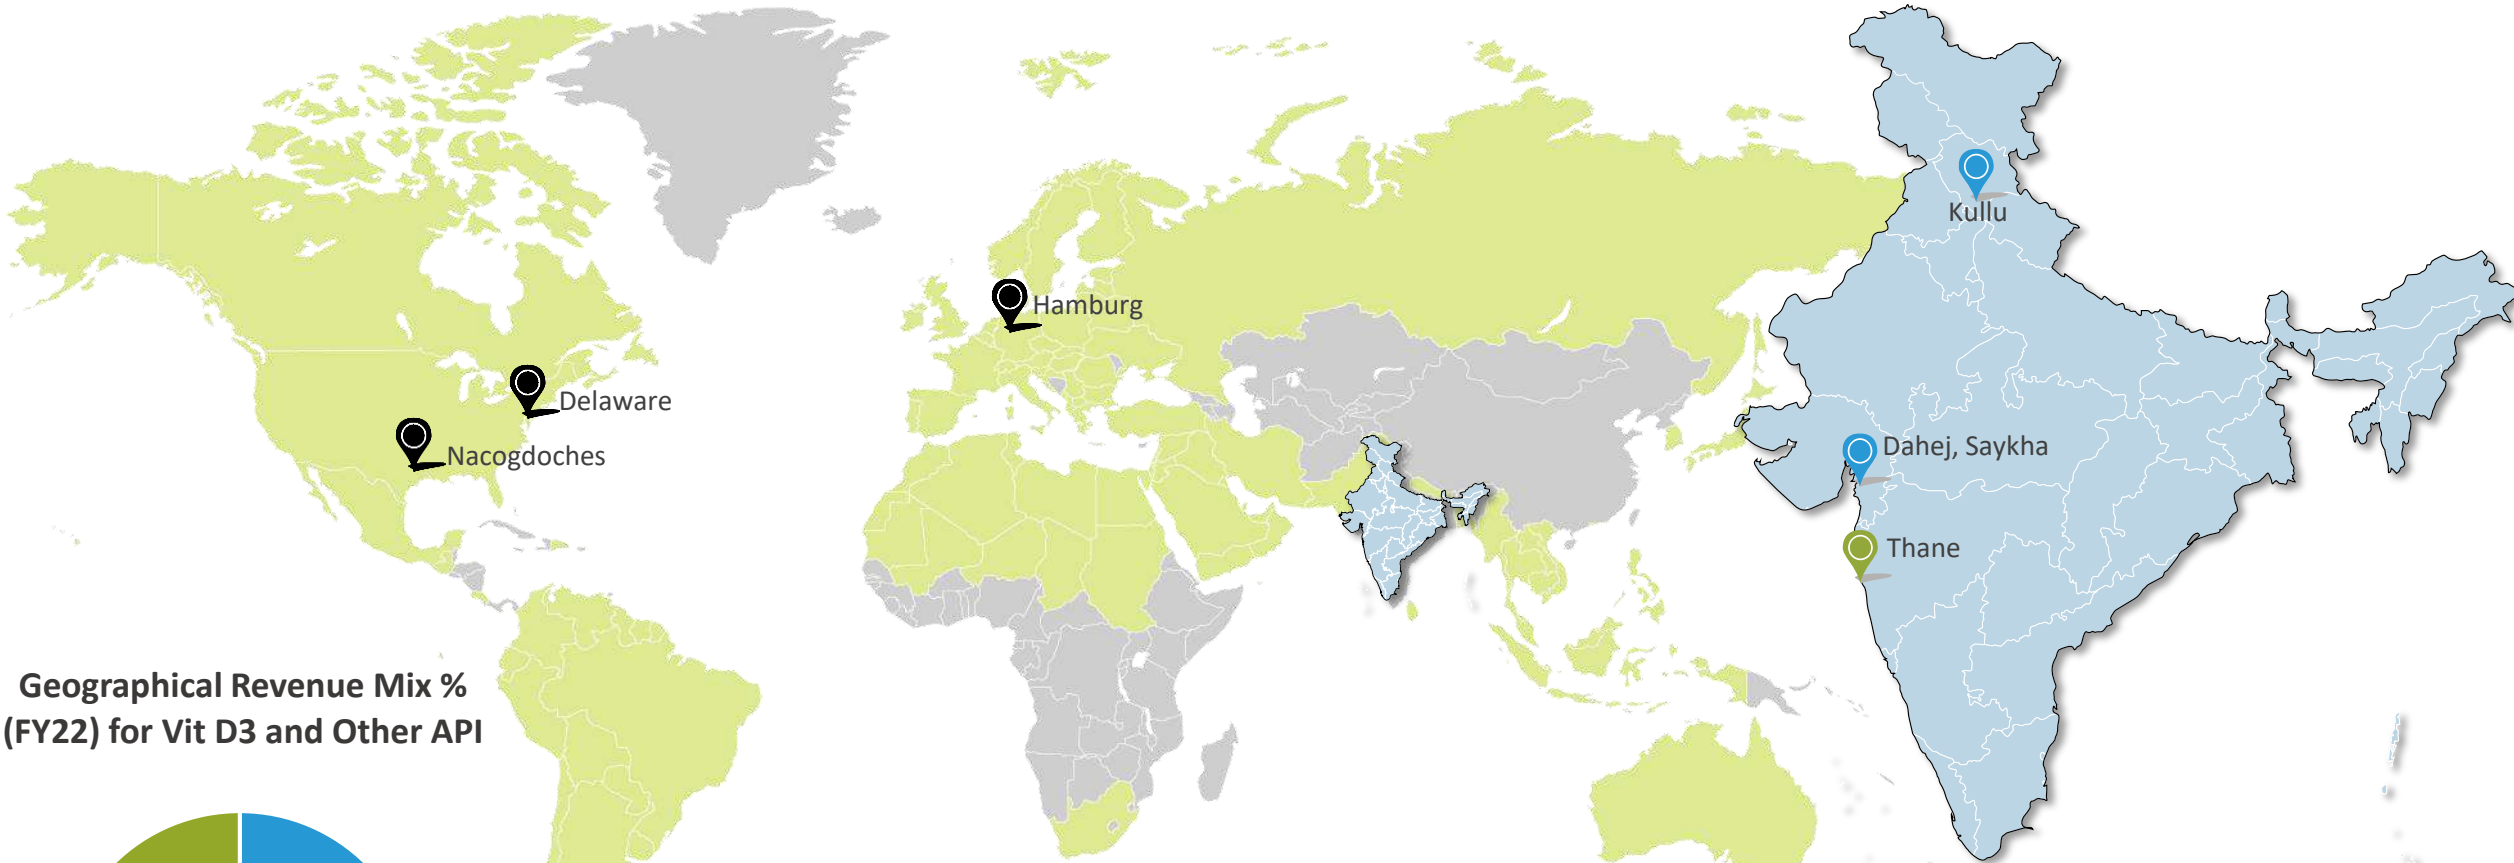 Kullu
Hamburg
Delaware
Nacogdoches
Dahej, Saykha
Thane
Geographical Revenue Mix %
(FY22) for Vit D3 and Other API